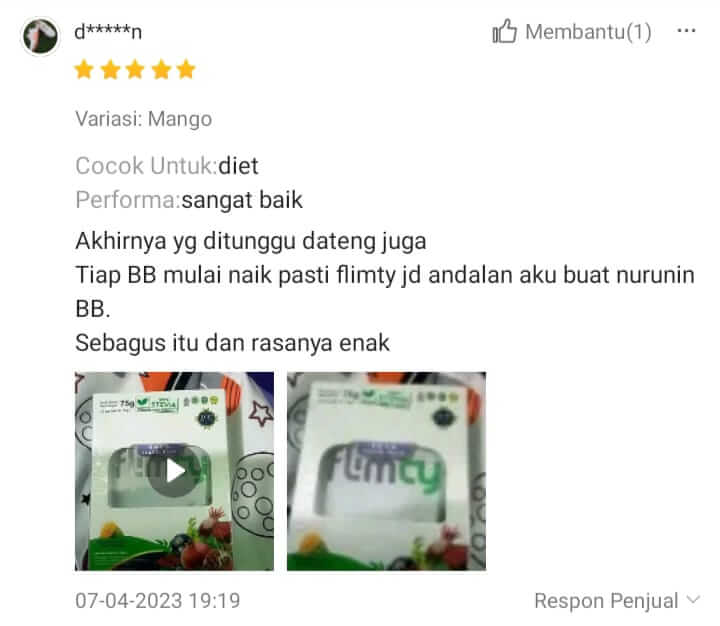 d*****n
Membantu(1)
Variasi: Mango
Cocok Untuk:diet
Performa:sangat baik
Akhirnya yg ditunggu dateng juga
Tiap BB mulai naik pasti flimty jd andalan aku buat nurunin
BB.
Sebagus itu dan rasanya enak
75g
STEVIA
flimty
flimty
07-04-2023 19:19
Respon Penjual